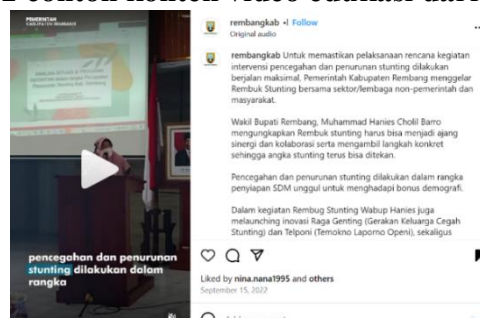 PEMERINTAH
KABUPATEN REMBANG
pencegahan dan penurunan
stunting dilakukan dalam
rangka
rembangkab • Follow
Original audio
rembangkab Untuk memastikan pelaksanaan rencana kegiatan
intervensi pencegahan dan penurunan stunting dilakukan
berjalan maksimal, Pemerintah Kabupaten Rembang menggelar
Rembuk Stunting bersama sektor/lembaga non-pemerintah dan
masyarakat.
Wakil Bupati Rembang, Muhammad Hanies Cholil Barro
mengungkapkan Rembuk stunting harus bisa menjadi ajang
sinergi dan kolaborasi serta mengambil langkah konkret
sehingga angka stunting terus bisa ditekan.
Pencegahan dan penurunan stunting dilakukan dalam rangka
penyiapan SDM unggul untuk menghadapi bonus demografi.
Dalam kegiatan Rembug Stunting Wabup Hanies juga
melaunching inovasi Raga Genting (Gerakan Keluarga Cegah
Stunting) dan Telponi (Temokno Laporno Openi), sekaligus
Liked by nina.nana1995 and others
September 15, 2022